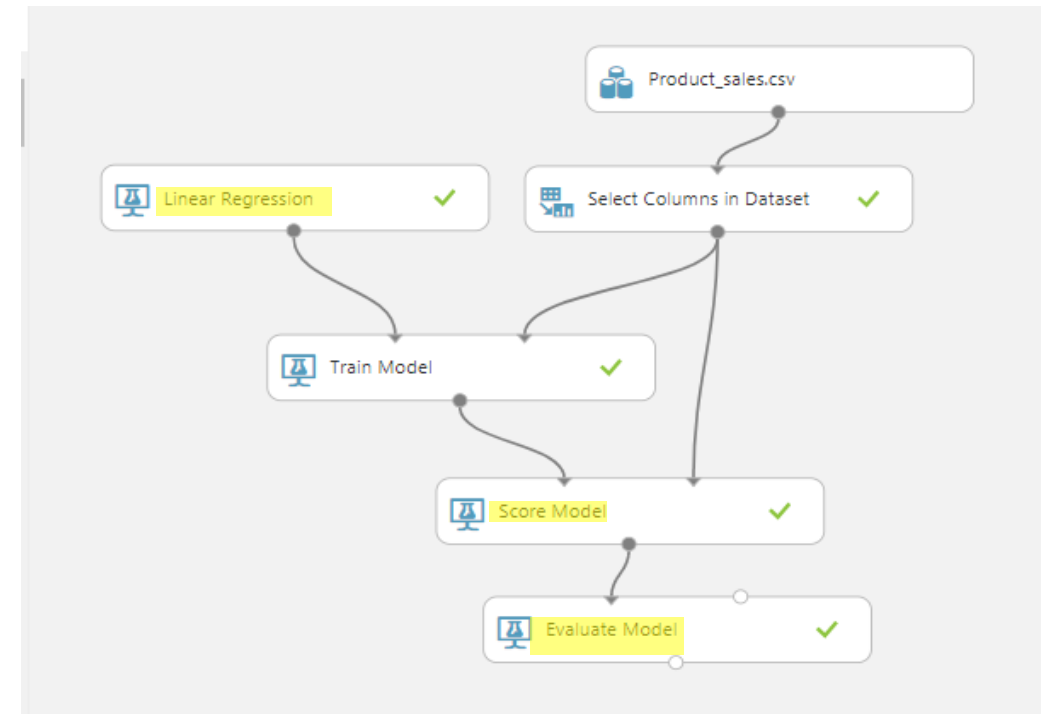 Product_sales.csv
Linear Regression
Select Columns in Dataset
Train Model
Score Model
Evaluate Model